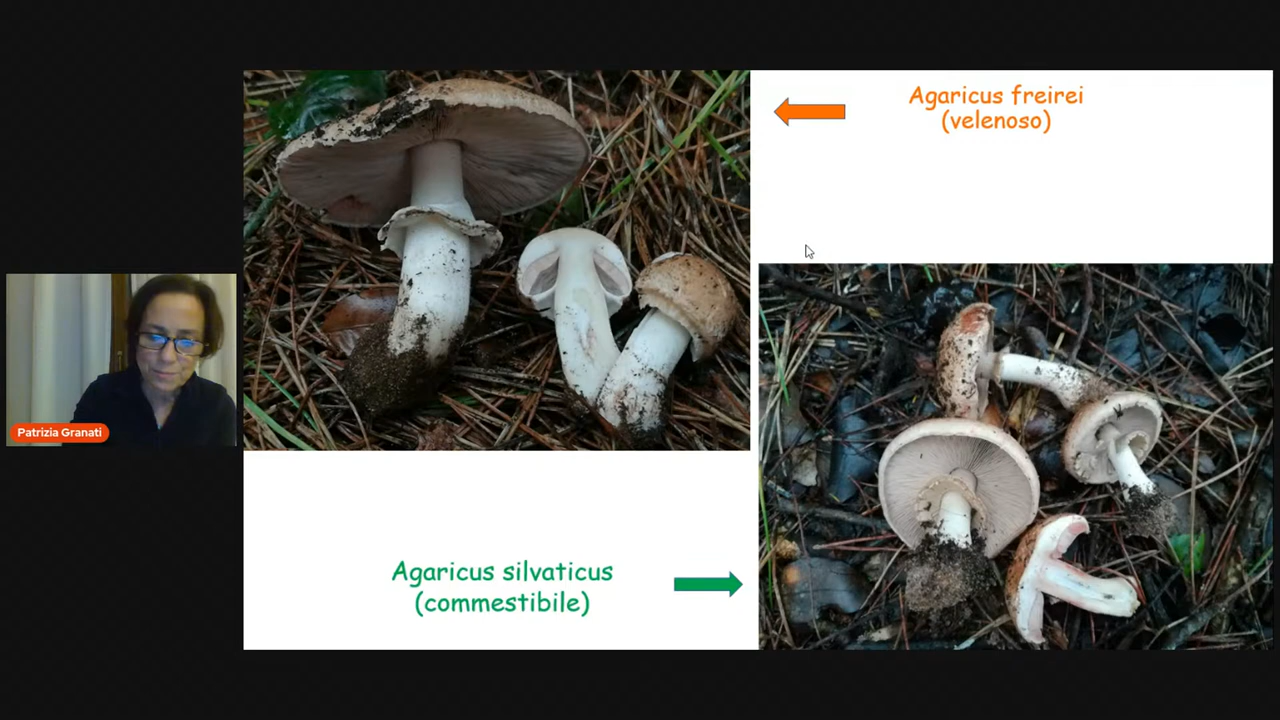 Agaricus freirei
(velenoso)
Patrizia Granati
Agaricus silvaticus
(commestibile)